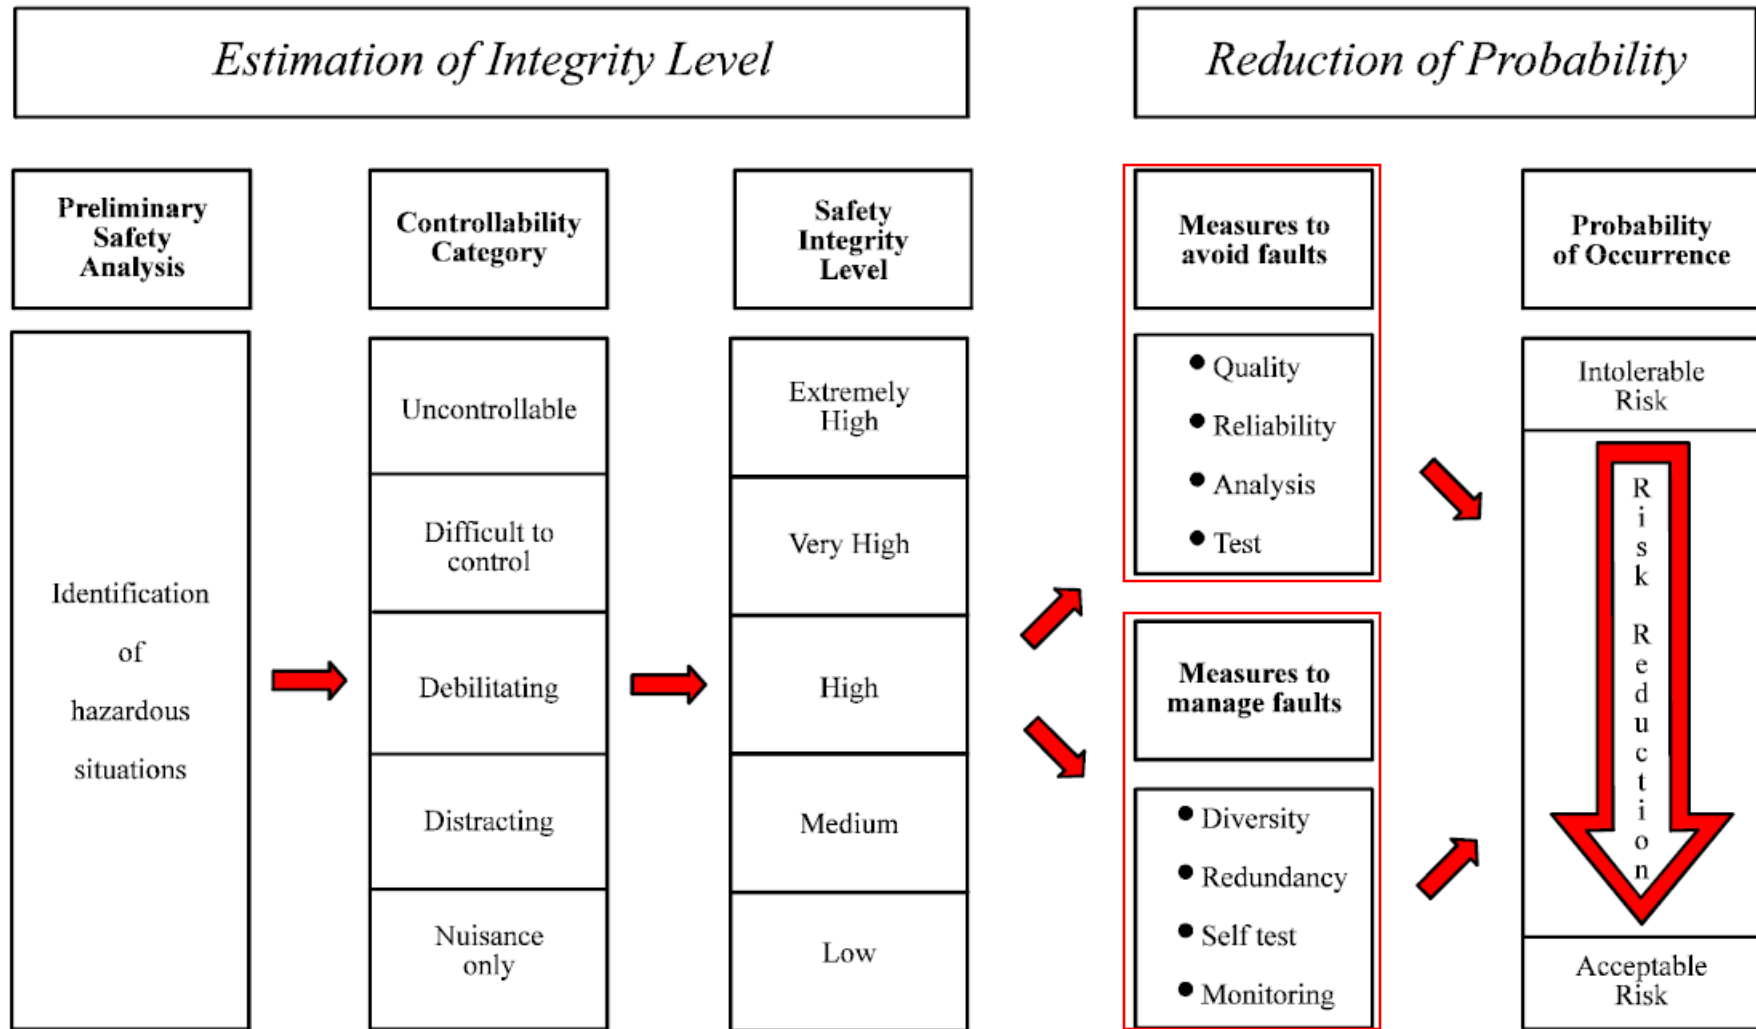 Estimation of Integrity Level
Reduction of Probability
Preliminary
Safety
Analysis
Identification
of
hazardous
situations
Controllability
Category
Uncontrollable
Difficult to
control
Debilitating
Distracting
Nuisance
only
Safety
Integrity
Level
Extremely
High
Very High
High
Medium
Low
Measures to
avoid faults
• Quality
• Reliability
• Analysis
• Test
Measures to
manage faults
• Diversity
• Redundancy
• Self test
• Monitoring
Probability
of Occurrence
Intolerable
Risk
Risk Reduction
Acceptable
Risk